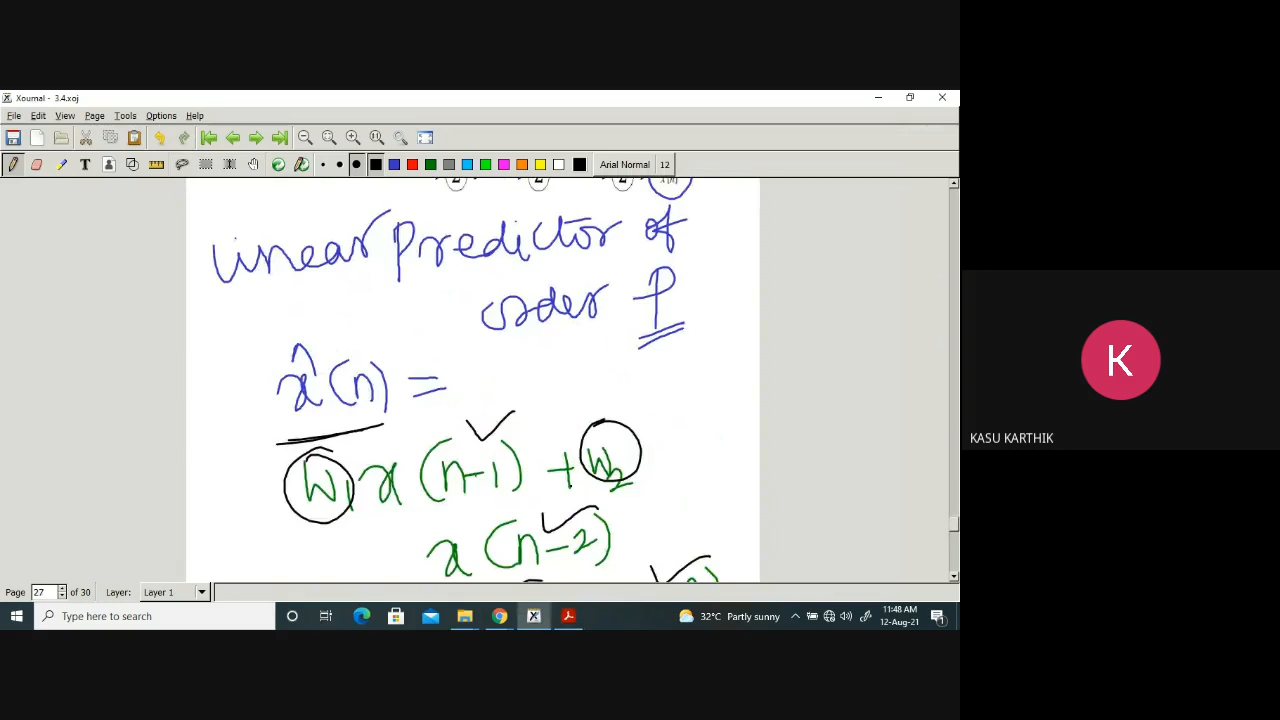 Xournal - 3.4.xoj
File Edit View Page Tools Options Help
Arial Normal 12
Linear Predictor of
order P
x̂(n) =
W1 x(n-1) + W2
x(n-2)
Page 27 of 30 Layer: Layer 1
Type here to search
32°C Partly sunny
11:48 AM
12-Aug-21
K
KASU KARTHIK